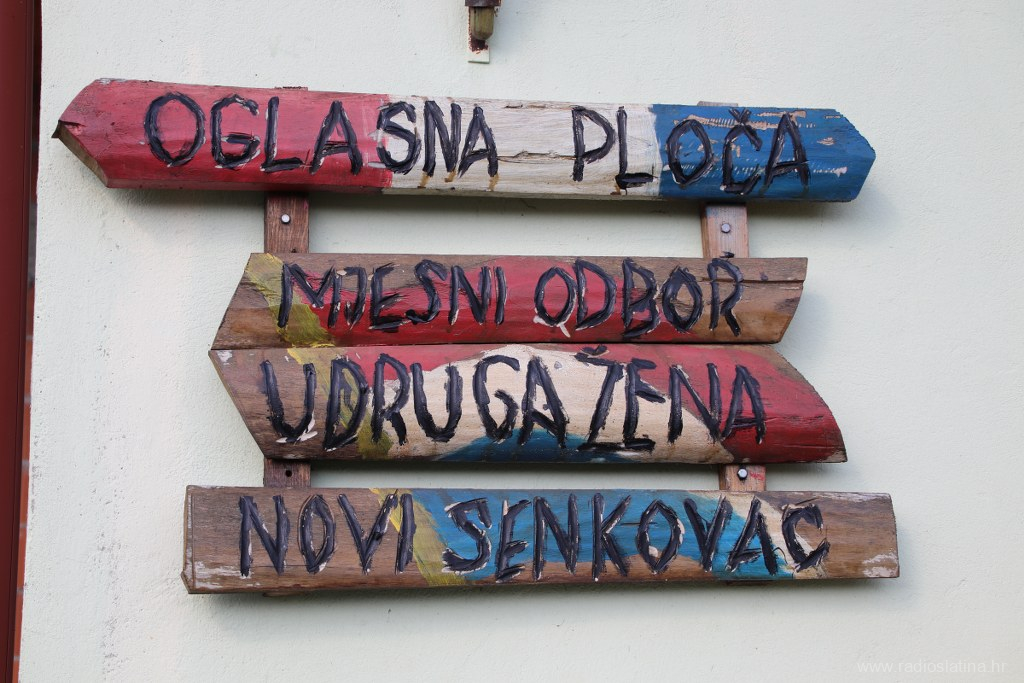 OGLASNA PLOČA
MJESNI ODBOR
UDRUGA ŽENA
NOVI SENKOVAC
www.radioslatina.hr